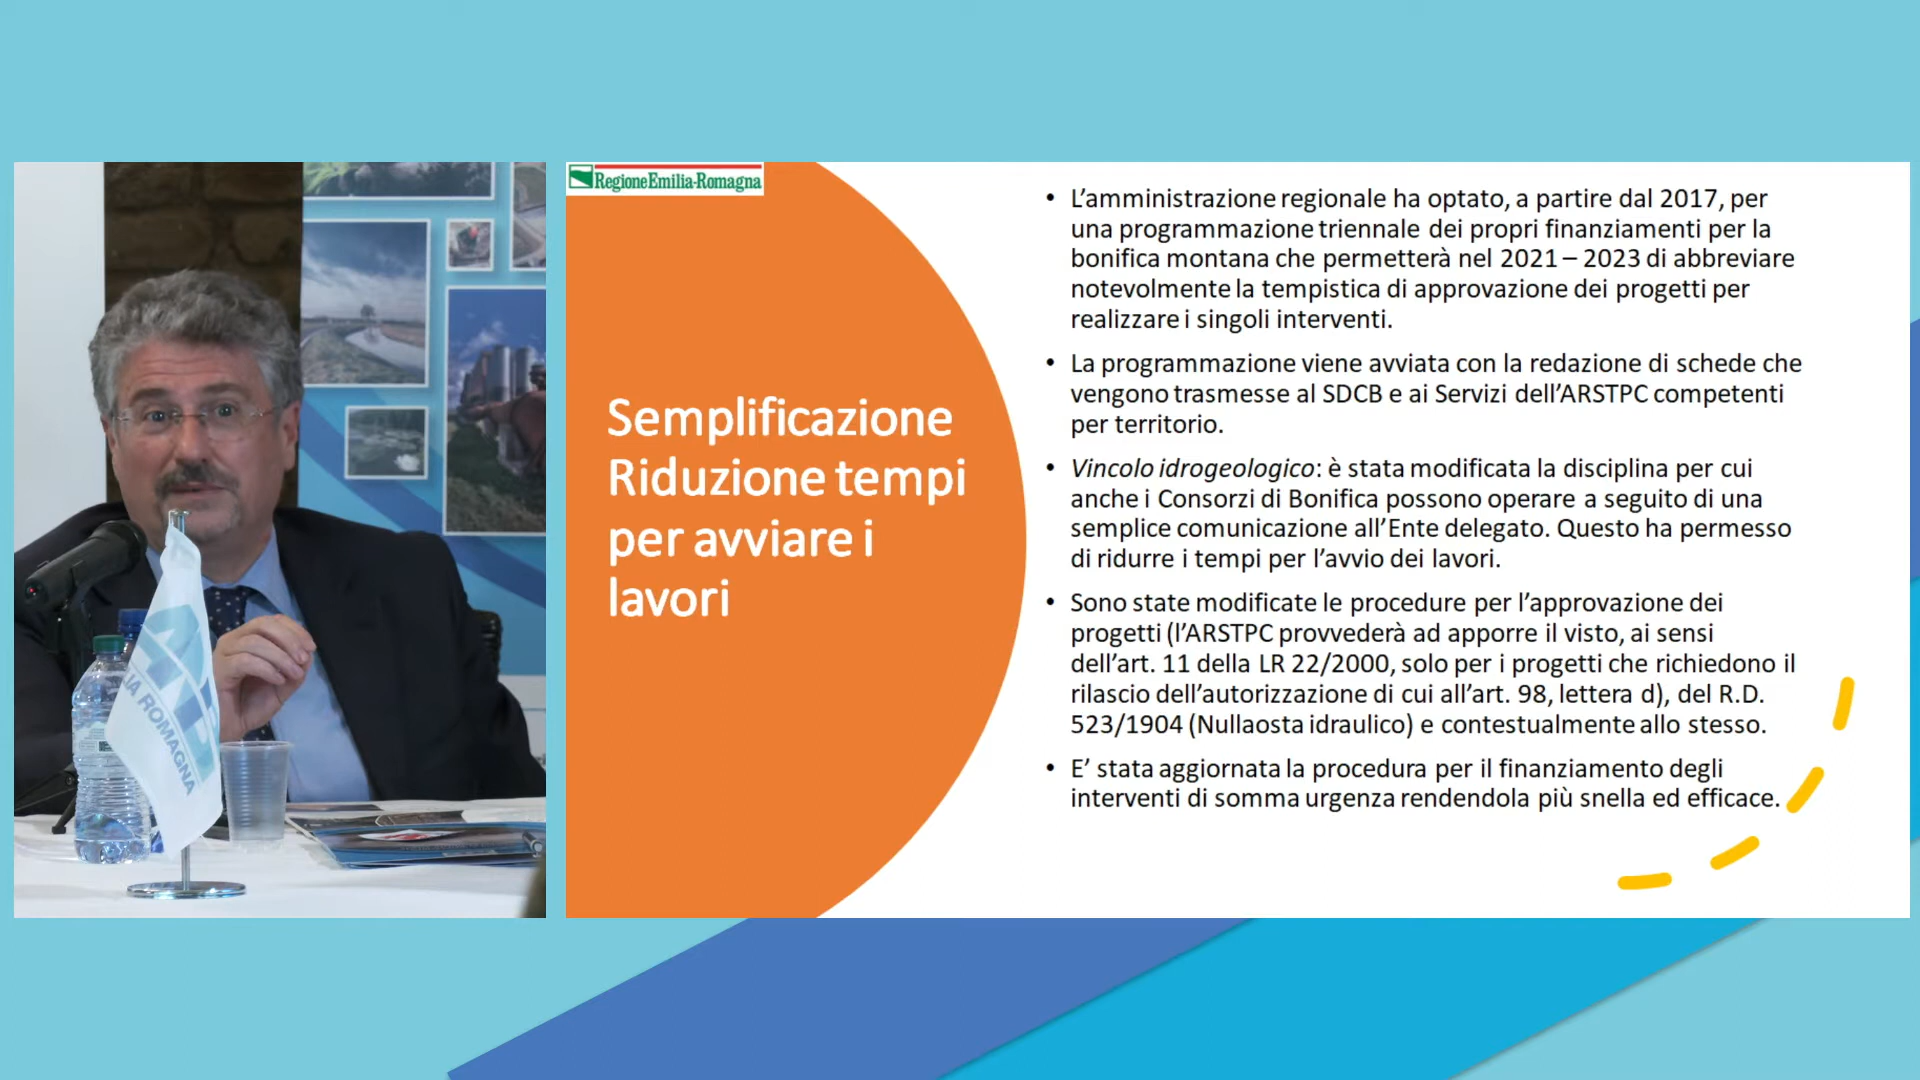 RegioneEmilia-Romagna
Semplificazione
Riduzione tempi
per avviare i
lavori
• L’amministrazione regionale ha optato, a partire dal 2017, per
una programmazione triennale dei propri finanziamenti per la
bonifica montana che permetterà nel 2021 – 2023 di abbreviare
notevolmente la tempistica di approvazione dei progetti per
realizzare i singoli interventi.
• La programmazione viene avviata con la redazione di schede che
vengono trasmesse al SDCB e ai Servizi dell’ARSTPC competenti
per territorio.
• Vincolo idrogeologico: è stata modificata la disciplina per cui
anche i Consorzi di Bonifica possono operare a seguito di una
semplice comunicazione all’Ente delegato. Questo ha permesso
di ridurre i tempi per l’avvio dei lavori.
• Sono state modificate le procedure per l’approvazione dei
progetti (l’ARSTPC provvederà ad apporre il visto, ai sensi
dell’art. 11 della LR 22/2000, solo per i progetti che richiedono il
rilascio dell’autorizzazione di cui all’art. 98, lettera d), del R.D.
523/1904 (Nullaosta idraulico) e contestualmente allo stesso.
• E’ stata aggiornata la procedura per il finanziamento degli
interventi di somma urgenza rendendola più snella ed efficace.
ROMAGNA